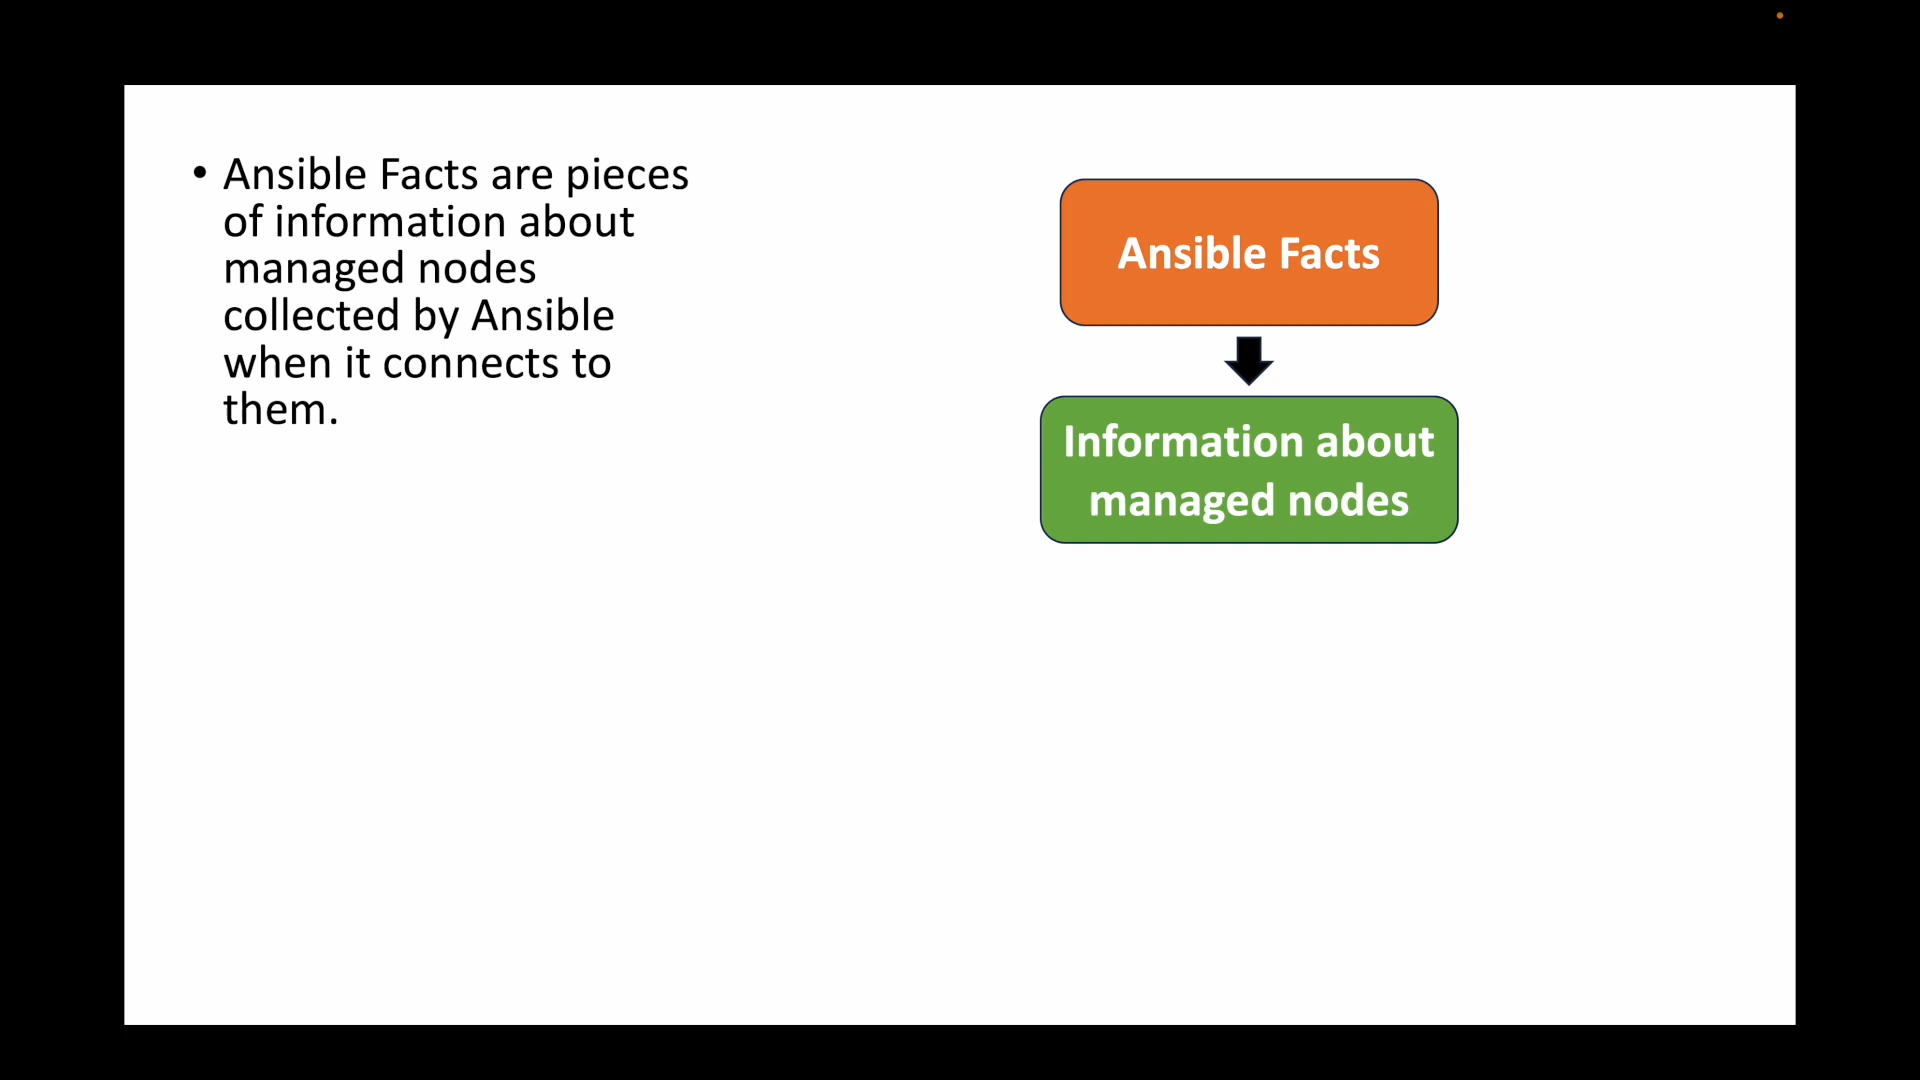 • Ansible Facts are pieces
of information about
managed nodes
collected by Ansible
when it connects to
them.
Ansible Facts
Information about
managed nodes